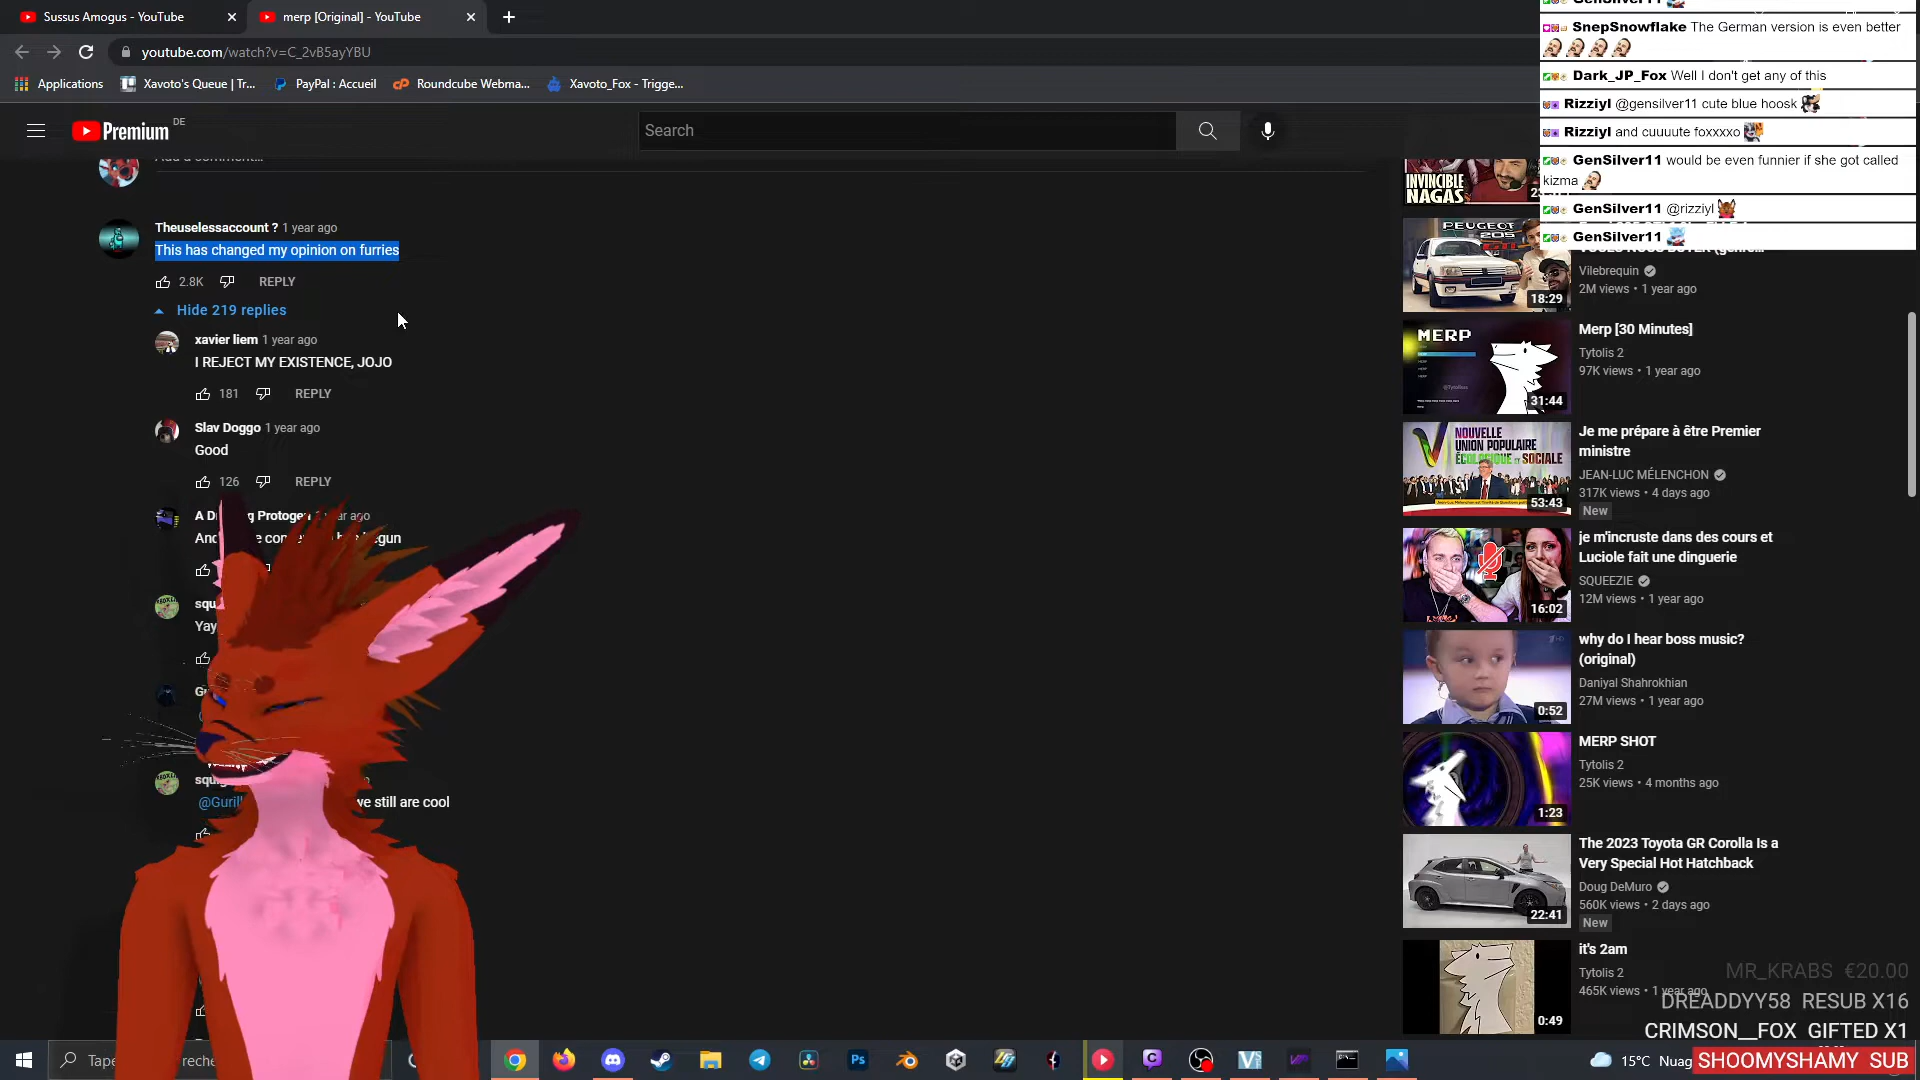 Sussus Amogus - YouTube
merp [Original] - YouTube
youtube.com/watch?v=C_2vB5ayYBU
Applications
Xavoto's Queue | Tr...
PayPal : Accueil
Roundcube Webma...
Xavoto_Fox - Trigge...
Premium
DE
Search
Theuselessaccount ? 1 year ago
This has changed my opinion on furries
2.8K
REPLY
Hide 219 replies
xavier liem 1 year ago
I REJECT MY EXISTENCE, JOJO
181
REPLY
Slav Doggo 1 year ago
Good
126
REPLY
we still are cool
INVINCIBLE
NAGAS
PEUGEOT
205
18:29
Vilebrequin
2M views • 1 year ago
MERP
31:44
Merp [30 Minutes]
Tytolis 2
97K views • 1 year ago
NOUVELLE
UNION POPULAIRE
ÉCOLOGIQUE ET SOCIALE
53:43
Je me prépare à être Premier
ministre
JEAN-LUC MÉLENCHON
317K views • 4 days ago
New
16:02
je m'incruste dans des cours et
Luciole fait une dinguerie
SQUEEZIE
12M views • 1 year ago
0:52
why do I hear boss music?
(original)
Daniyal Shahrokhian
27M views • 1 year ago
1:23
MERP SHOT
Tytolis 2
25K views • 4 months ago
22:41
The 2023 Toyota GR Corolla Is a
Very Special Hot Hatchback
Doug DeMuro
560K views • 2 days ago
New
0:49
it's 2am
Tytolis 2
465K views • 1 year ago
GenSilver11
SnepSnowflake The German version is even better
Dark_JP_Fox Well I don't get any of this
Rizziyl @gensilver11 cute blue hoosk
Rizziyl and cuuuute foxxxxo
GenSilver11 would be even funnier if she got called
kizma
GenSilver11 @rizziyl
GenSilver11
MR_KRABS €20.00
DREADDYY58 RESUB X16
CRIMSON__FOX GIFTED X1
SHOOMYSHAMY SUB
15°C Nuag